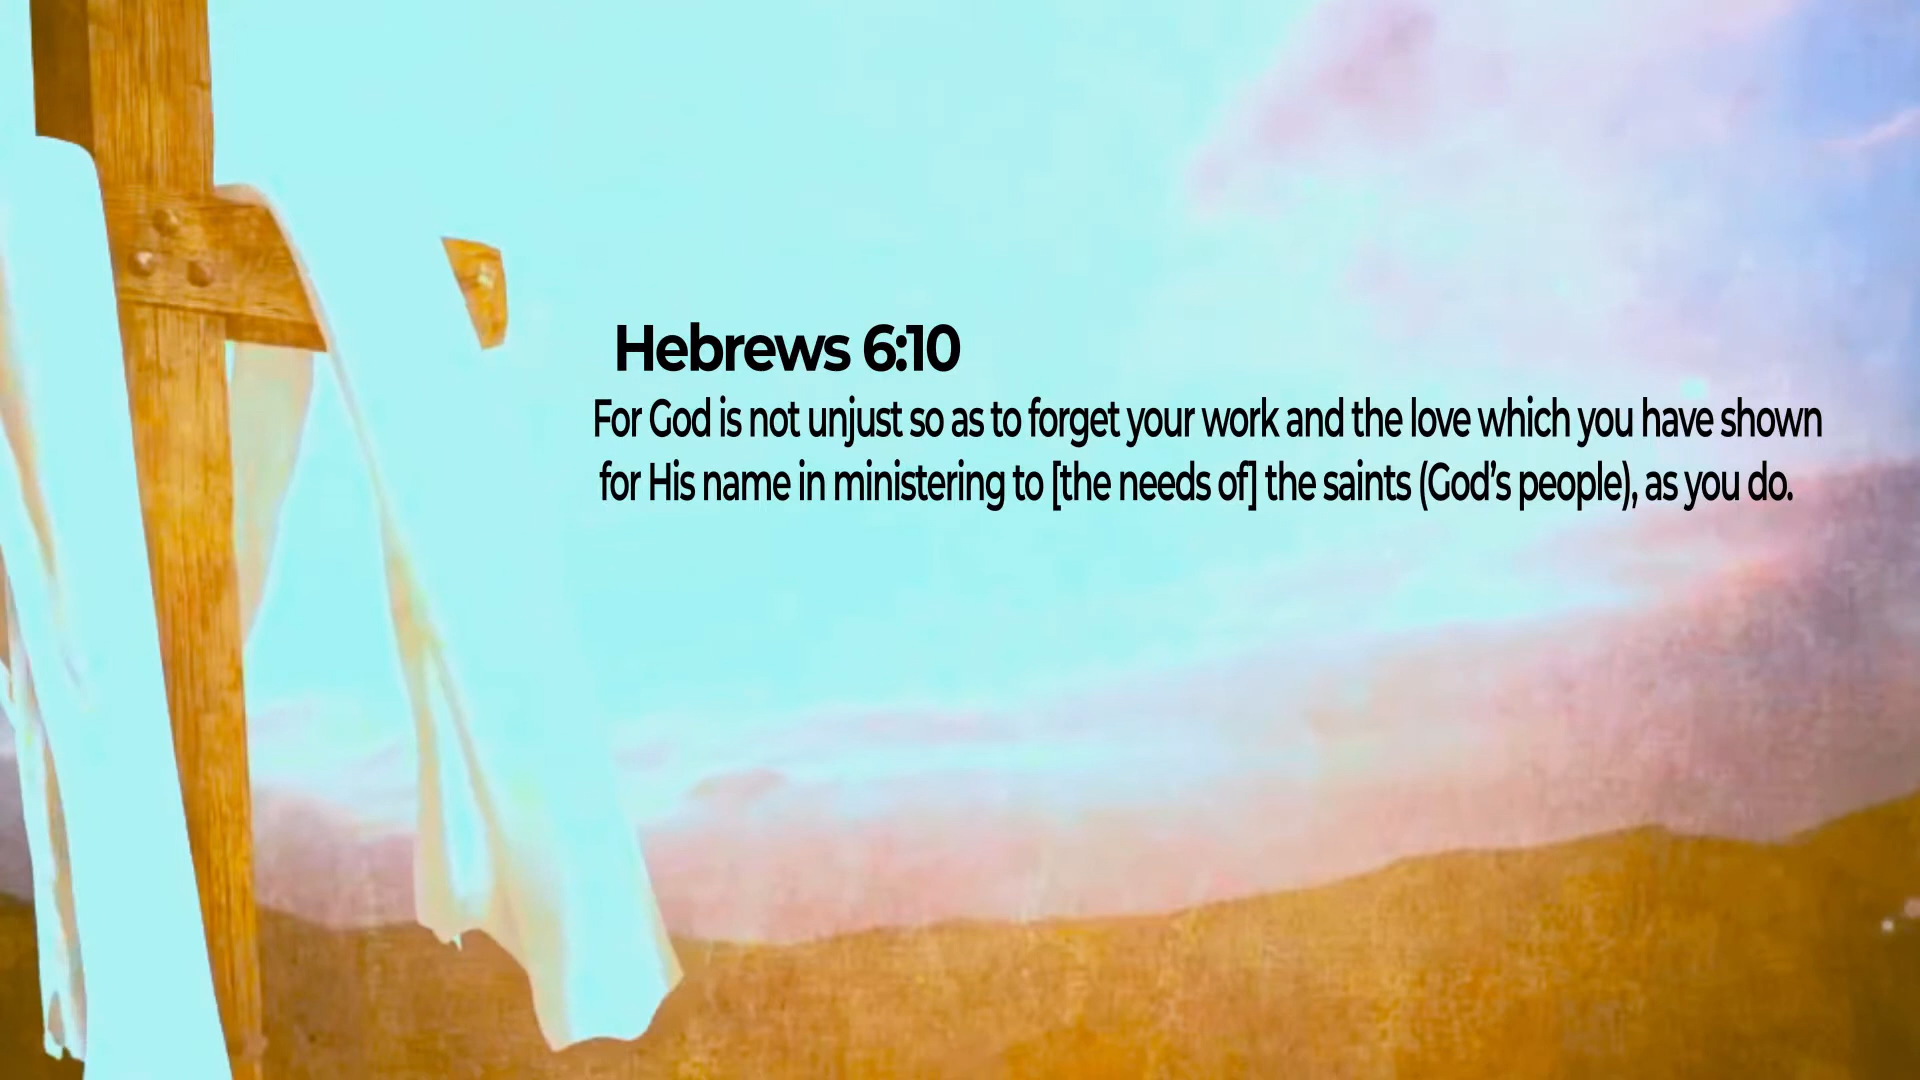 Hebrews 6:10
For God is not unjust so as to forget your work and the love which you have shown
for His name in ministering to [the needs of] the saints (God’s people), as you do.